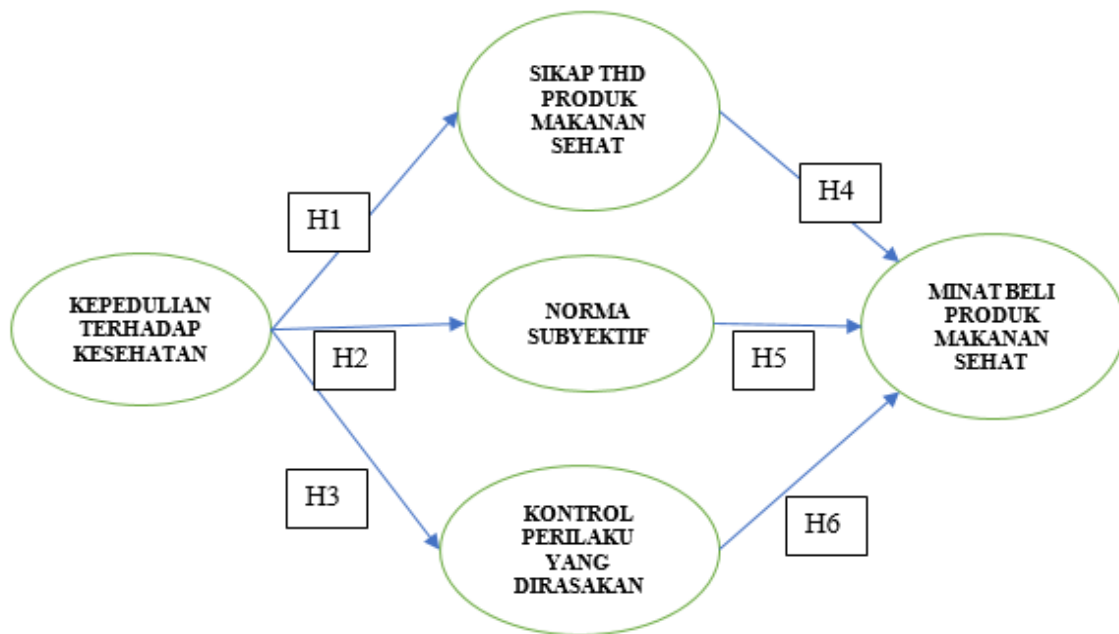 SIKAP THD
PRODUK
MAKANAN
SEHAT
H4
H1
KEPEDULIAN
TERHADAP
KESEHATAN
NORMA
SUBYEKTIF
MINAT BELI
PRODUK
MAKANAN
SEHAT
H2
H5
H3
KONTROL
PERILAKU
YANG
DIRASAKAN
H6